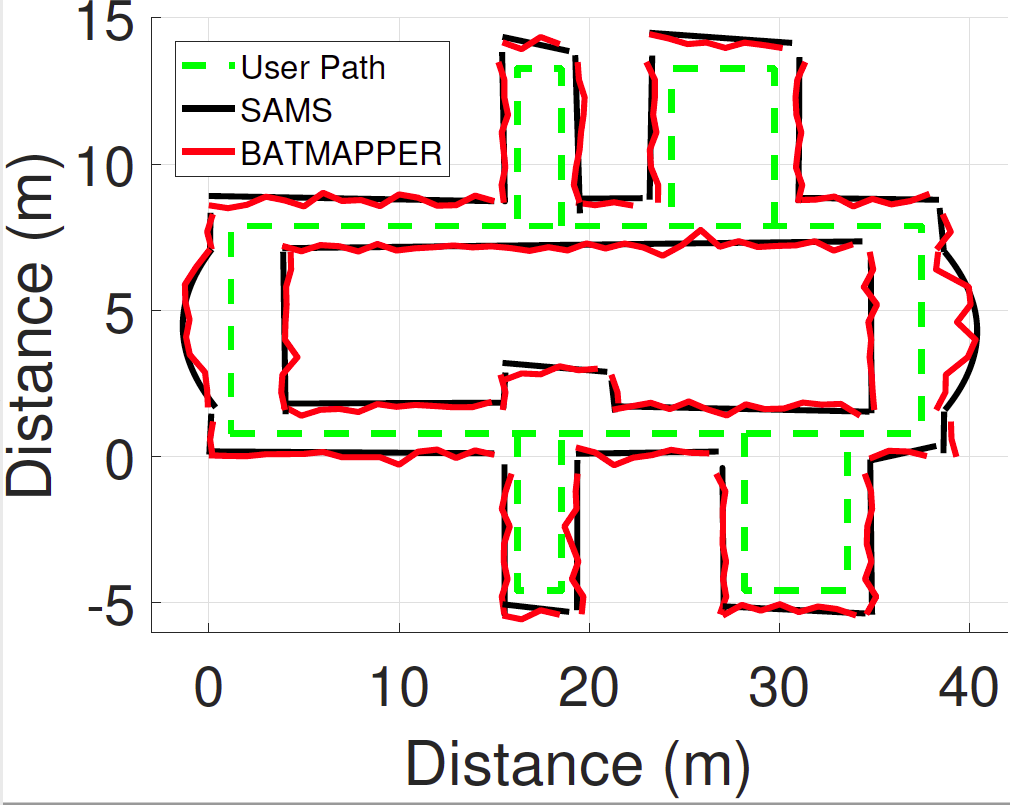 15
10
5
0
-5
Distance (m)
User Path
SAMS
BATMAPPER
0 10 20 30 40
Distance (m)